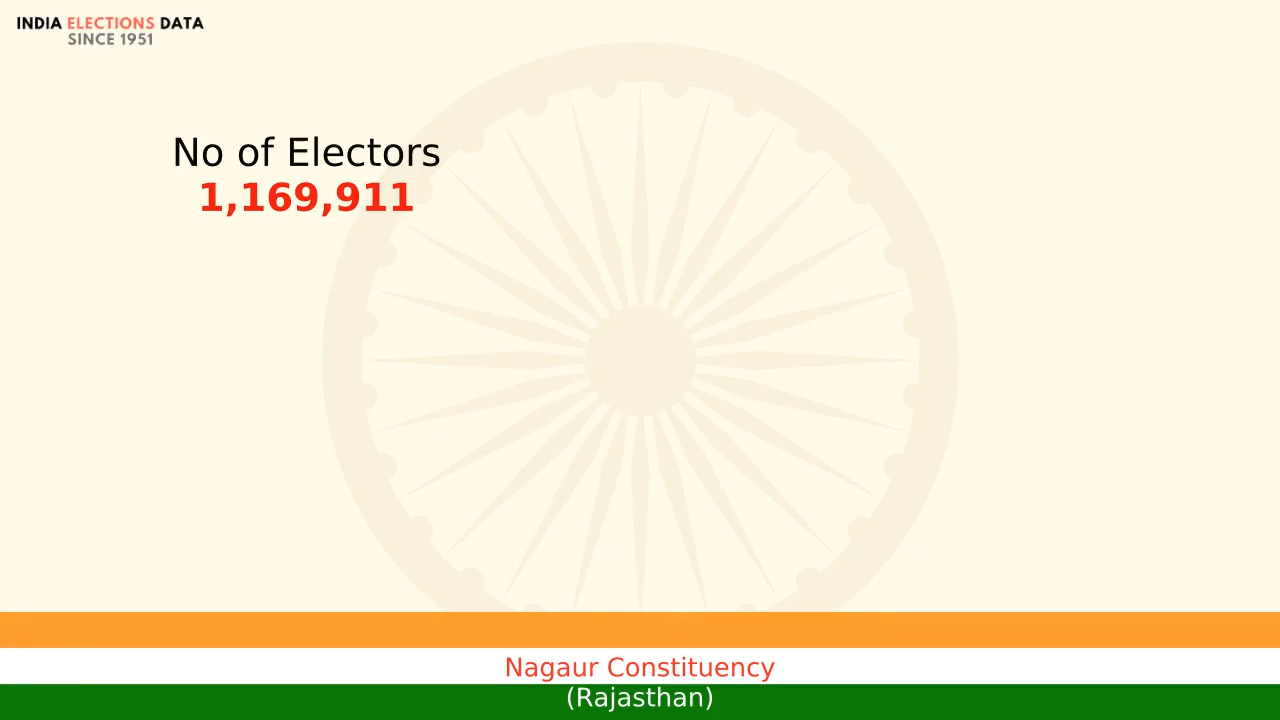 INDIA ELECTIONS DATA
SINCE 1951
No of Electors
1,169,911
Nagaur Constituency
(Rajasthan)